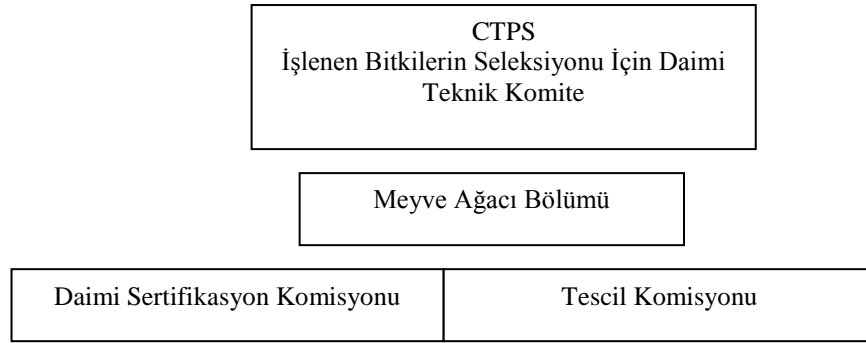 CTPS
İşlenen Bitkilerin Seleksiyonu İçin Daimi
Teknik Komite
Meyve Ağacı Bölümü
Daimi Sertifikasyon Komisyonu
Tescil Komisyonu